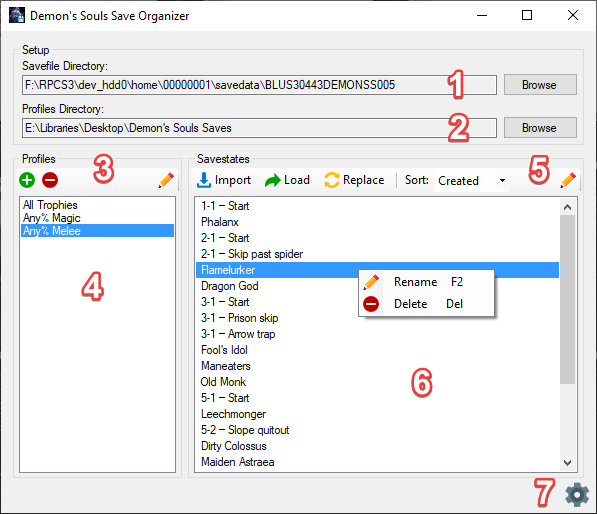 Demon's Souls Save Organizer
Setup
Savefile Directory:
F:\RPCS3\dev_hdd0\home\00000001\savedata\BLUS30443DEMONSS005
1
Browse
Profiles Directory:
E:\Libraries\Desktop\Demon's Souls Saves
2
Browse
Profiles
3
All Trophies
Any% Magic
Any% Melee
4
Savestates
Import Load Replace Sort: Created
5
1-1 – Start
Phalanx
2-1 – Start
2-1 – Skip past spider
Flamelurker
Dragon God
3-1 – Start
3-1 – Prison skip
3-1 – Arrow trap
Fool's Idol
Maneaters
Old Monk
5-1 – Start
Leechmonger
5-2 – Slope quitout
Dirty Colossus
Maiden Astraea
Rename F2
Delete Del
6
7